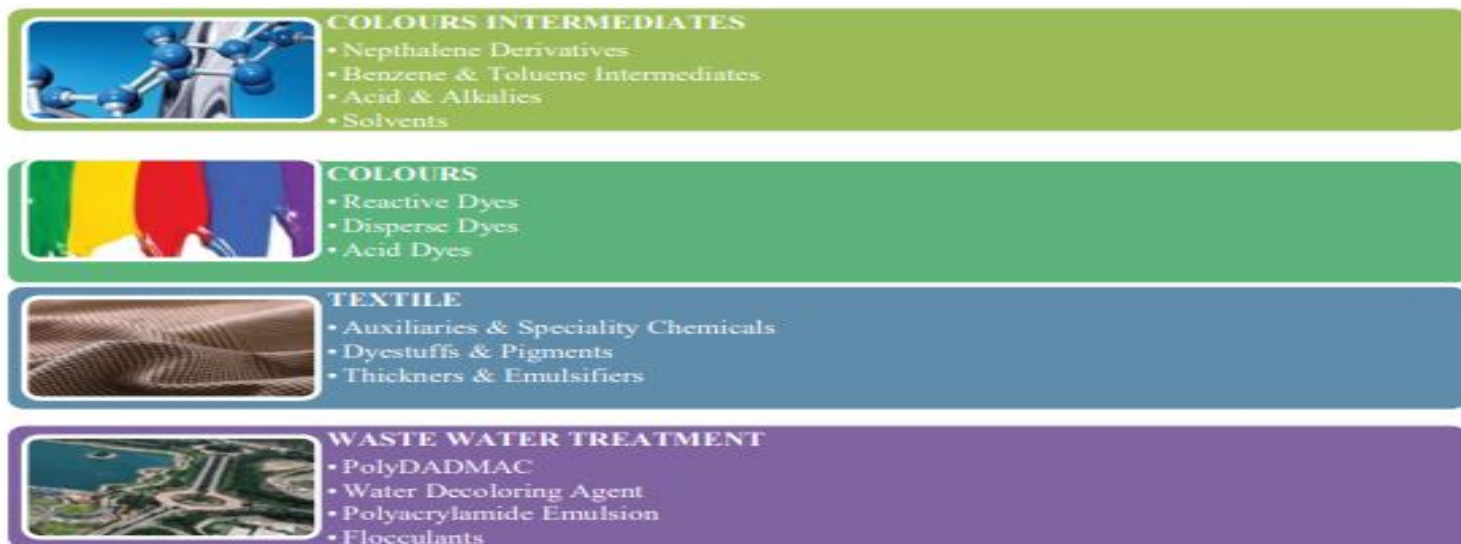 COLOURS INTERMEDIATES
• Nepthalene Derivatives
• Benzene & Toluene Intermediates
• Acid & Alkalies
• Solvents
COLOURS
• Reactive Dyes
• Disperse Dyes
• Acid Dyes
TEXTILE
• Auxiliaries & Speciality Chemicals
• Dyestuffs & Pigments
• Thickners & Emulsifiers
WASTE WATER TREATMENT
• PolyDADMAC
• Water Decoloring Agent
• Polyacrylamide Emulsion
• Flocculants